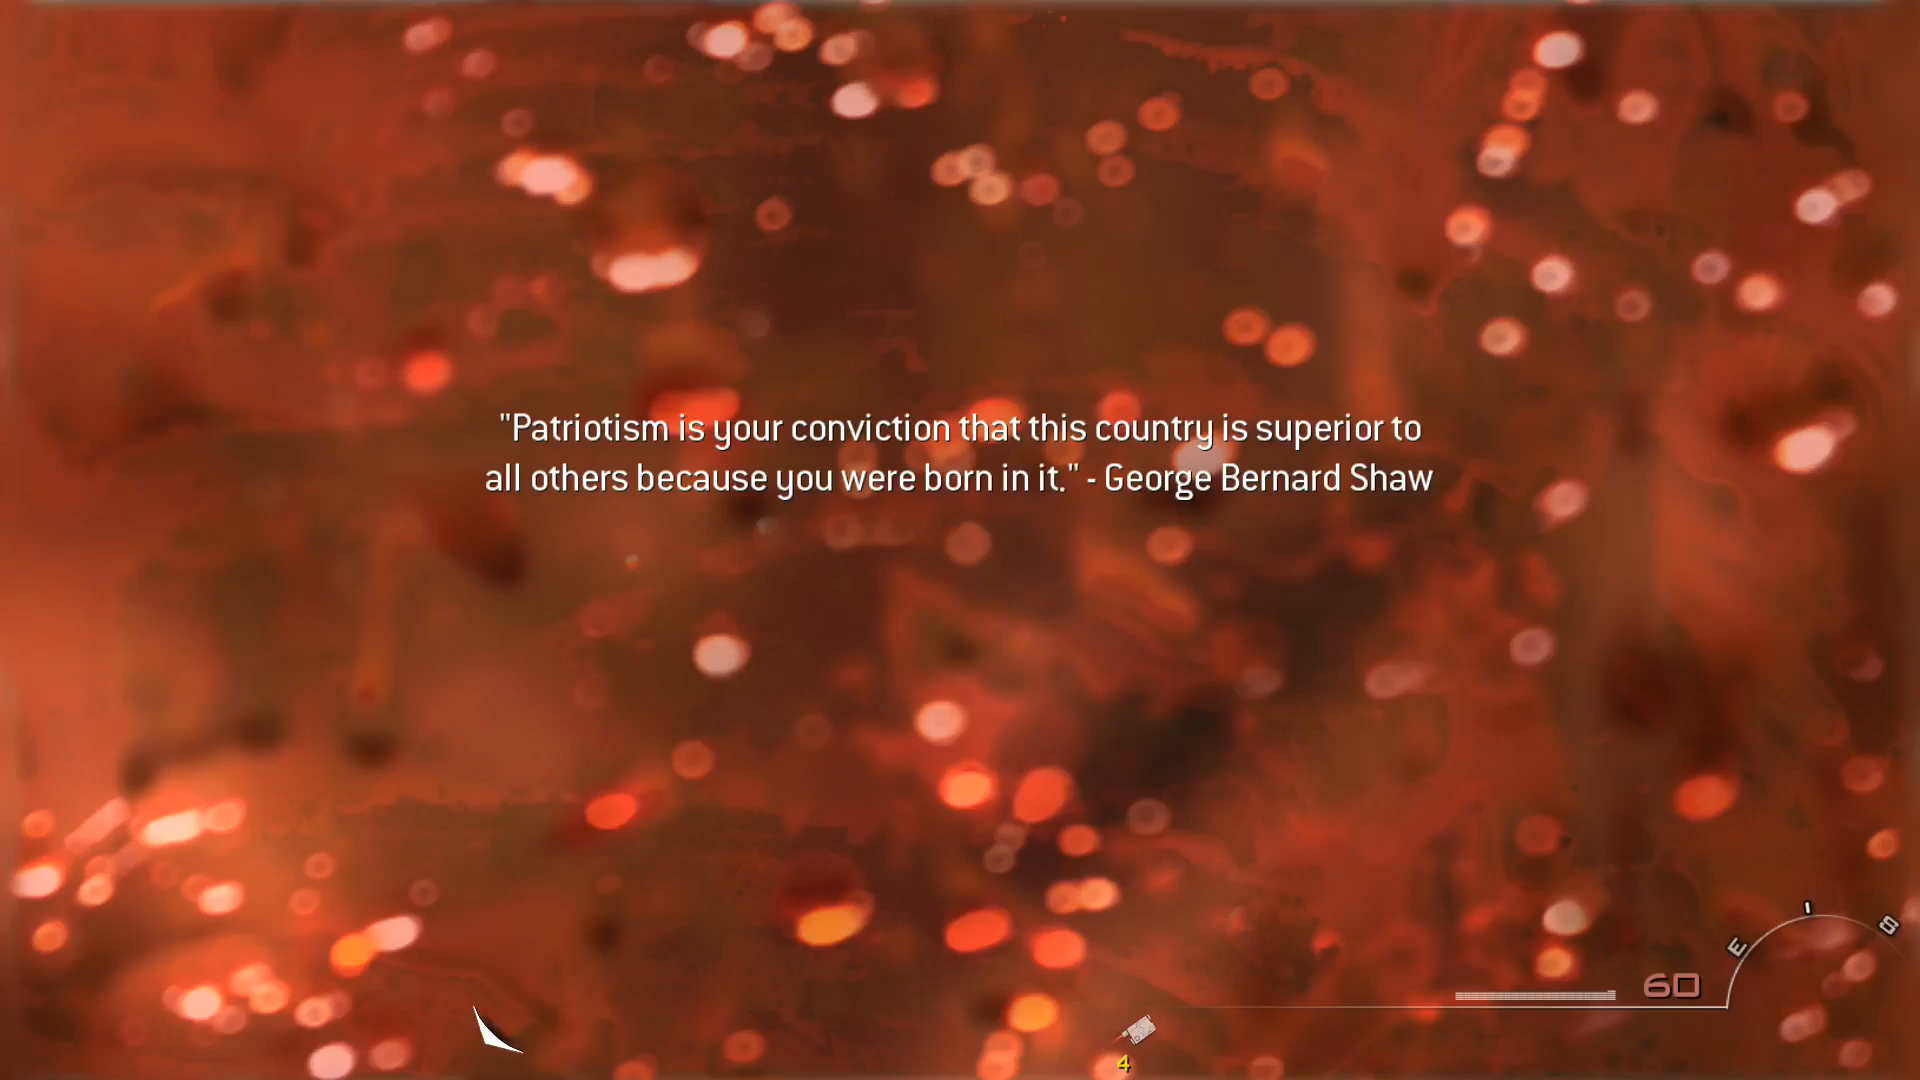 "Patriotism is your conviction that this country is superior to
all others because you were born in it." - George Bernard Shaw
E
S
60
4